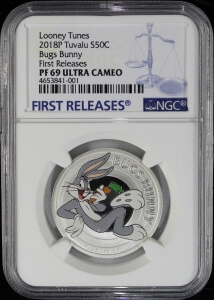 Looney Tunes
2018P Tuvalu S50C
Bugs Bunny
First Releases
PF 69 ULTRA CAMEO
4653841-001
FIRST RELEASES
NGC
BUGS BUNNY